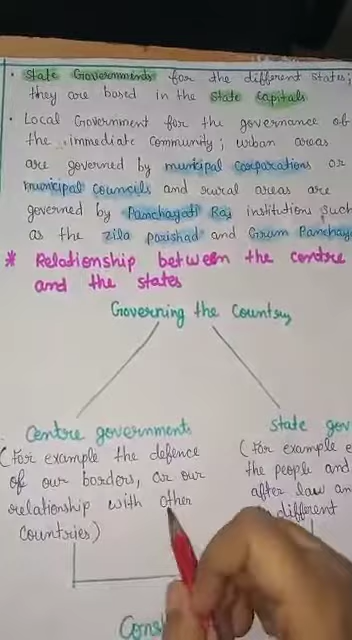 • State Governments for the different states;
they are based in the state capitals
• Local Government for the governance of
the immediate community; urban areas
are governed by municipal corporations or
municipal councils and rural areas are
governed by Panchayati Raj institutions such
as the zila parishad and Gram Panchaya
* Relationship between the centre
and the states
Governing the country
Centre government
(For example the defence
of our borders, or our
relationship with other
countries)
state gov
(For example
the people and
after law an
different
Cons